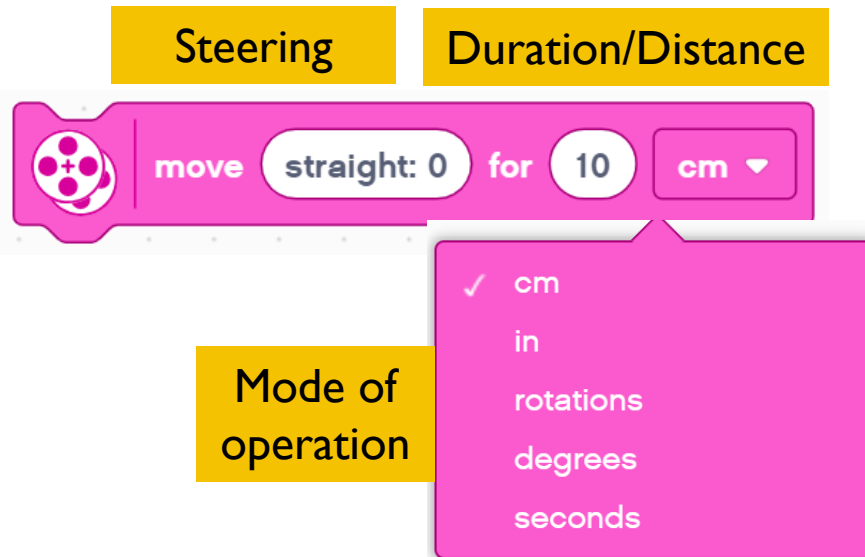 Steering
Duration/Distance
move straight: 0 for 10 cm
✓ cm
in
rotations
degrees
seconds
Mode of
operation